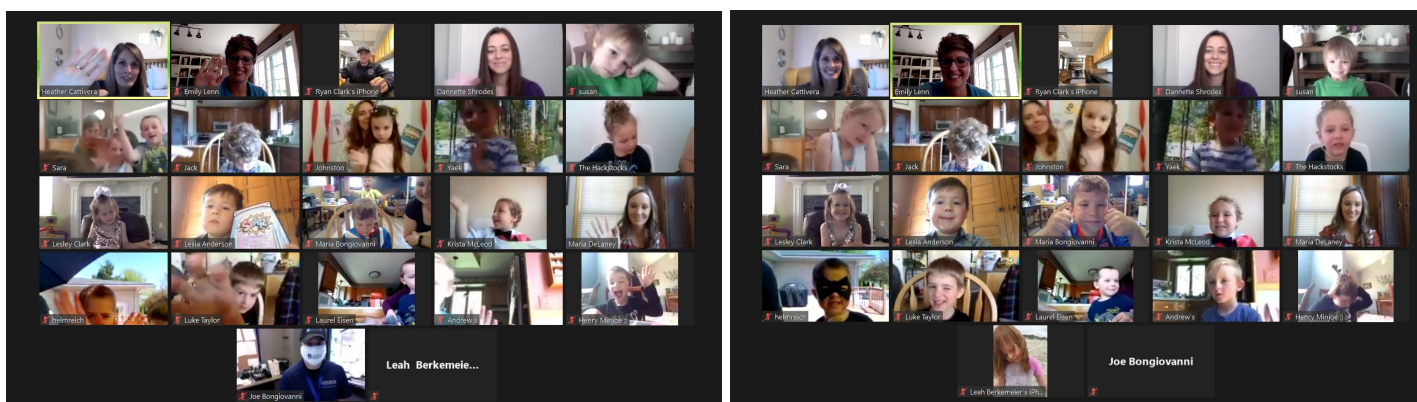 Heather Cattivera
Emily Lenn
Ryan Clark's iPhone
Dannette Shrodes
susan
Sara
Jack
Johnston
Yaek
The Hackstocks
Lesley Clark
Lesila Anderson
Maria Bongiovanni
Krista McLeod
Maria DeLaney
helmreich
Luke Taylor
Laurel Eisen
Andrew's
Henry Minjoe :)
Joe Bongiovanni
Leah Berkemeie...
Heather Cattivera
Emily Lenn
Ryan Clark's iPhone
Dannette Shrodes
susan
Sara
Jack
Johnston
Yaek
The Hackstocks
Lesley Clark
Lesila Anderson
Maria Bongiovanni
Krista McLeod
Maria DeLaney
helmreich
Luke Taylor
Laurel Eisen
Andrew's
Henry Minjoe :)
Leah Berkemeier's iPh...
Joe Bongiovanni